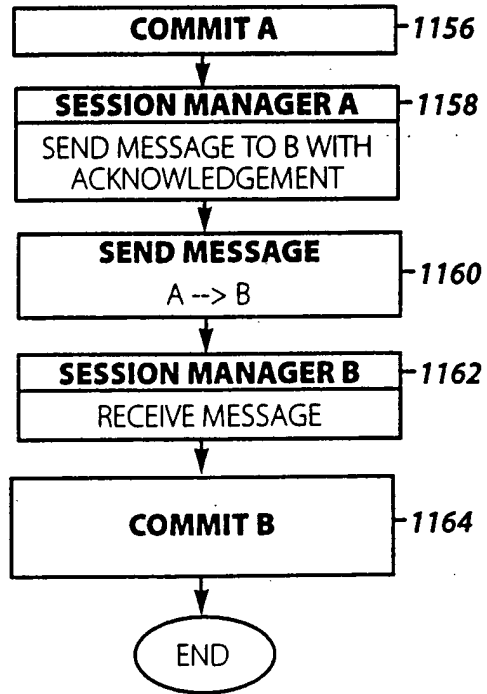 COMMIT A
1156
SESSION MANAGER A
1158
SEND MESSAGE TO B WITH
ACKNOWLEDGEMENT
SEND MESSAGE
A --> B
1160
SESSION MANAGER B
1162
RECEIVE MESSAGE
COMMIT B
1164
END